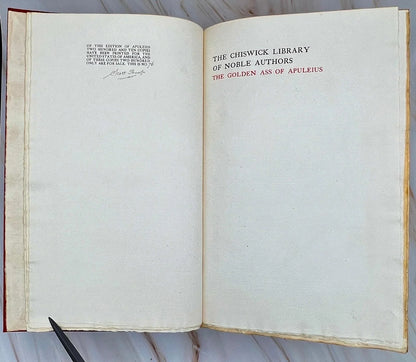 OF THIS EDITION OF APULEIUS
TWO HUNDRED AND TEN COPIES
HAVE BEEN PRINTED FOR THE
UNITED STATES OF AMERICA, AND
OF THESE COPIES TWO HUNDRED
ONLY ARE FOR SALE. THIS IS NO.
THE CHISWICK LIBRARY
OF NOBLE AUTHORS
THE GOLDEN ASS OF APULEIUS